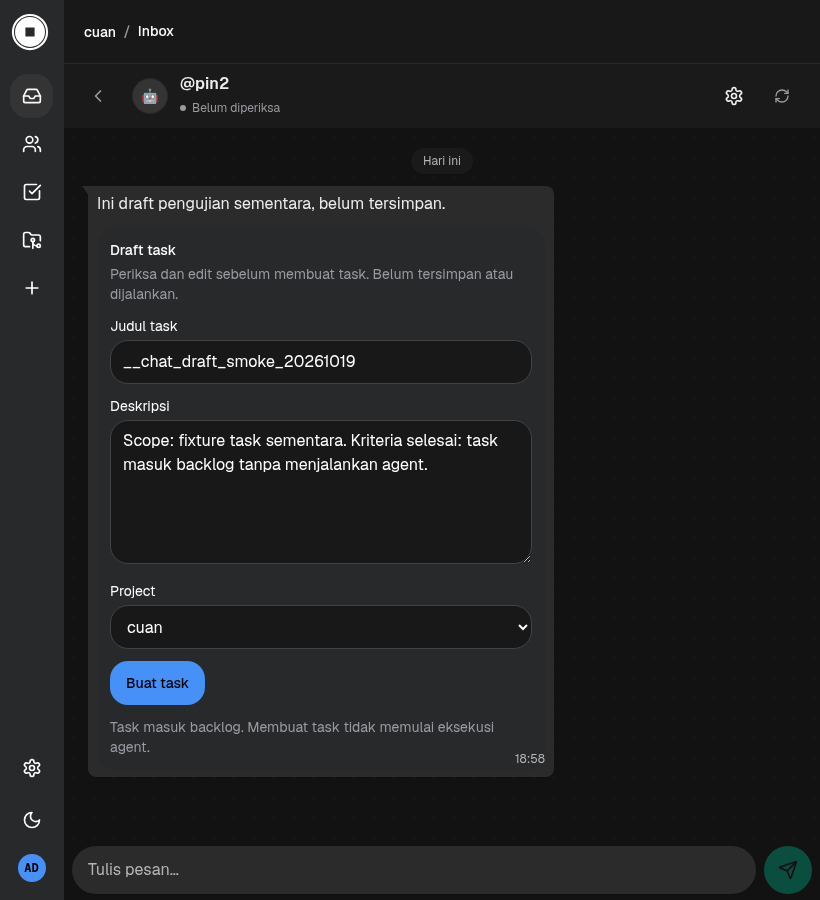 cuan / Inbox
@pin2
Belum diperiksa
Hari ini
Ini draft pengujian sementara, belum tersimpan.
Draft task
Periksa dan edit sebelum membuat task. Belum tersimpan atau
dijalankan.
Judul task
__chat_draft_smoke_20261019
Deskripsi
Scope: fixture task sementara. Kriteria selesai: task
masuk backlog tanpa menjalankan agent.
Project
cuan
Buat task
Task masuk backlog. Membuat task tidak memulai eksekusi
agent.
18:58
AD
Tulis pesan...